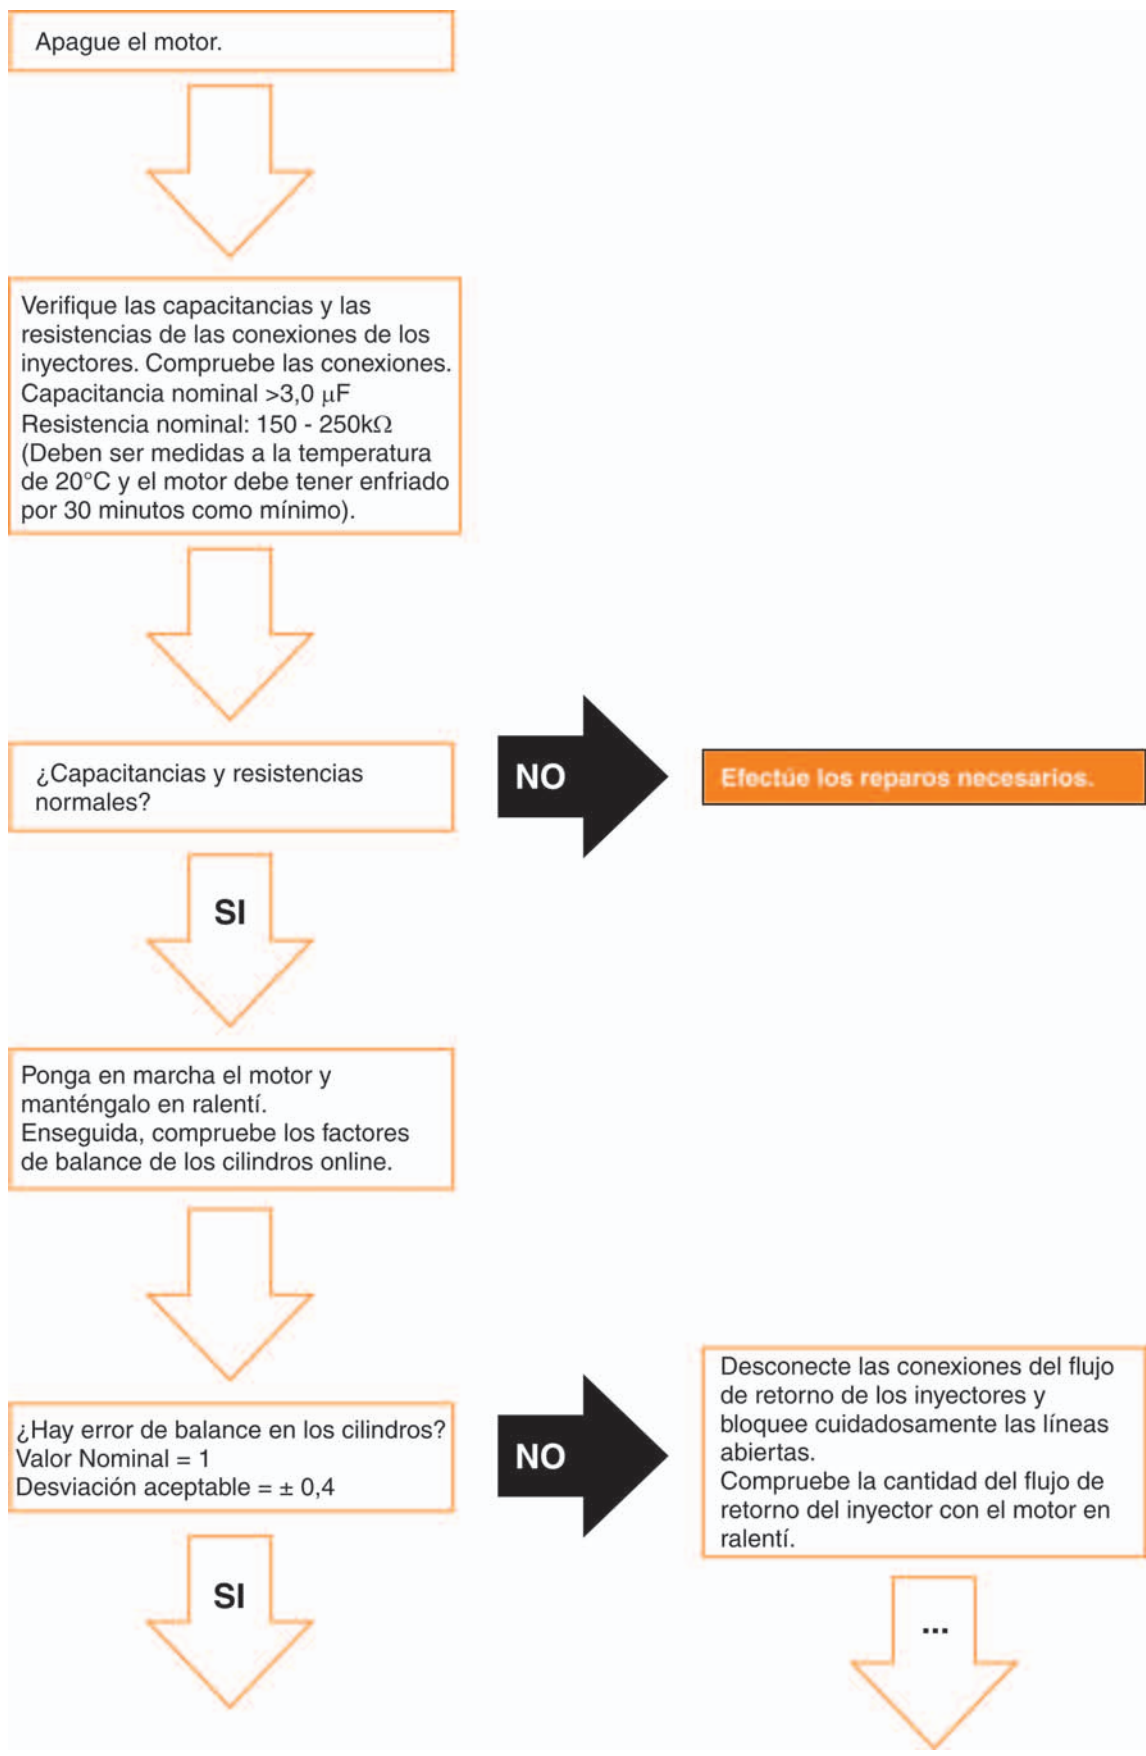 Apague el motor.
Verifique las capacitancias y las
resistencias de las conexiones de los
inyectores. Compruebe las conexiones.
Capacitancia nominal >3,0 μF
Resistencia nominal: 150 - 250kΩ
(Deben ser medidas a la temperatura
de 20°C y el motor debe tener enfriado
por 30 minutos como mínimo).
¿Capacitancias y resistencias
normales?
NO
Efectúe los reparos necesarios.
SI
Ponga en marcha el motor y
manténgalo en ralentí.
Enseguida, compruebe los factores
de balance de los cilindros online.
¿Hay error de balance en los cilindros?
Valor Nominal = 1
Desviación aceptable = ± 0,4
NO
Desconecte las conexiones del flujo
de retorno de los inyectores y
bloquee cuidadosamente las líneas
abiertas.
Compruebe la cantidad del flujo de
retorno del inyector con el motor en
ralentí.
SI
...